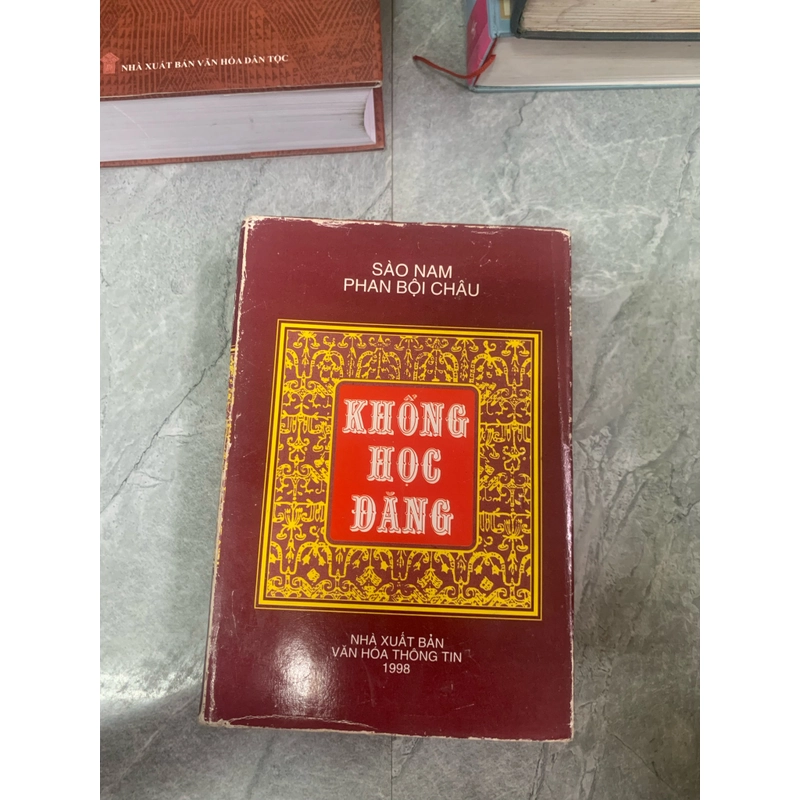 NHÀ XUẤT BẢN VĂN HÓA DÂN TỘC
SÀO NAM
PHAN BỘI CHÂU
KHỔNG
HỌC
ĐĂNG
NHÀ XUẤT BẢN
VĂN HÓA THÔNG TIN
1998